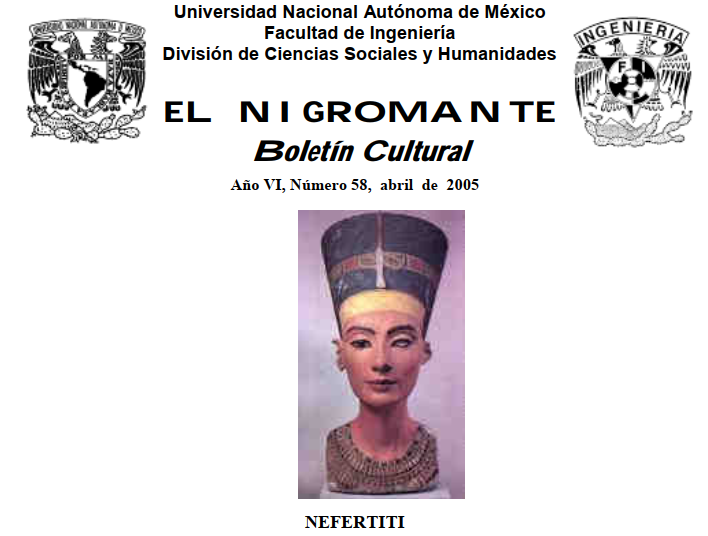 Universidad Nacional Autónoma de México
Facultad de Ingeniería
División de Ciencias Sociales y Humanidades
EL NIGROMANTE
Boletín Cultural
Año VI, Número 58, abril de 2005
INGENIERIA
NEFERTITI